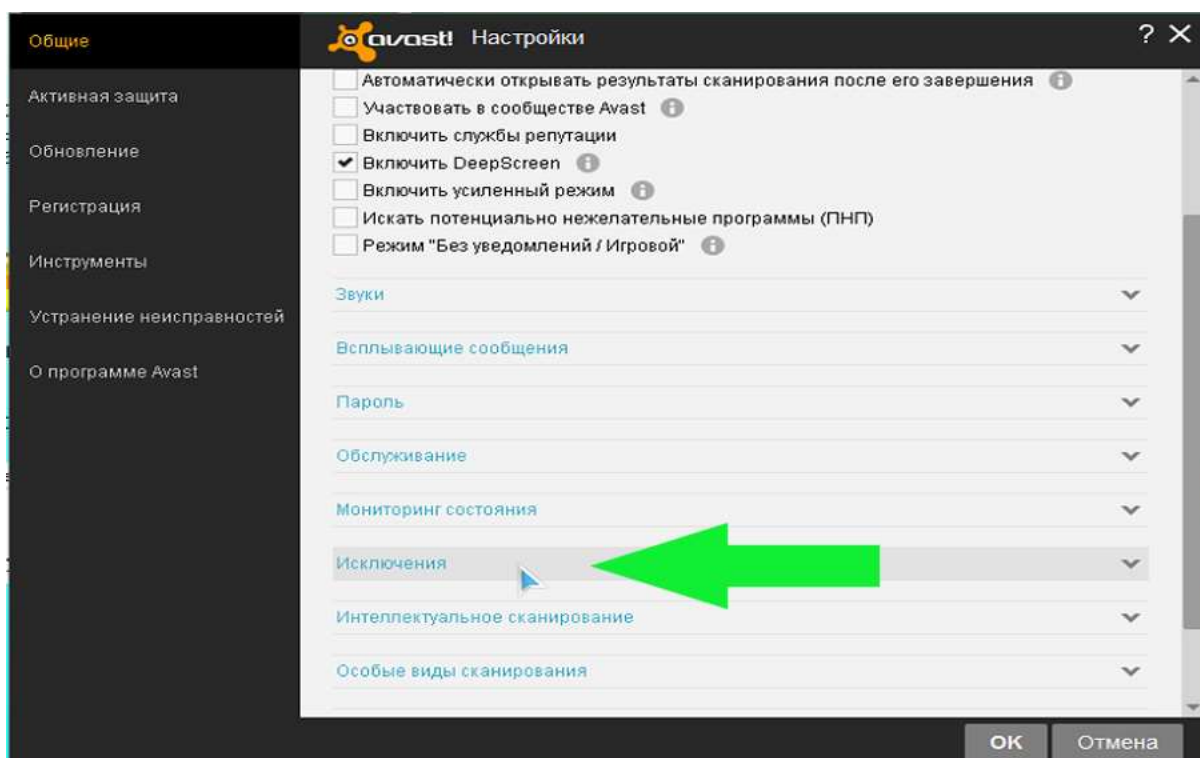 Общие
Активная защита
Обновление
Регистрация
Инструменты
Устранение неисправностей
О программе Avast
avast! Настройки ? X
Автоматически открывать результаты сканирования после его завершения
Участвовать в сообществе Avast
Включить службы репутации
Включить DeepScreen
Включить усиленный режим
Искать потенциально нежелательные программы (ПНП)
Режим "Без уведомлений / Игровой"
Звуки
Всплывающие сообщения
Пароль
Обслуживание
Мониторинг состояния
Исключения
Интеллектуальное сканирование
Особые виды сканирования
ОК Отмена